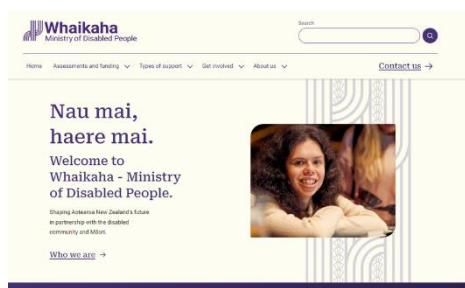 Whaikaha
Ministry of Disabled People
Search
Home Assessments and funding Types of support Get involved About us Contact us →
Nau mai,
haere mai.
Welcome to
Whaikaha - Ministry
of Disabled People.
Shaping Aotearoa New Zealand's future
in partnership with the disabled
community and Māori.
Who we are →